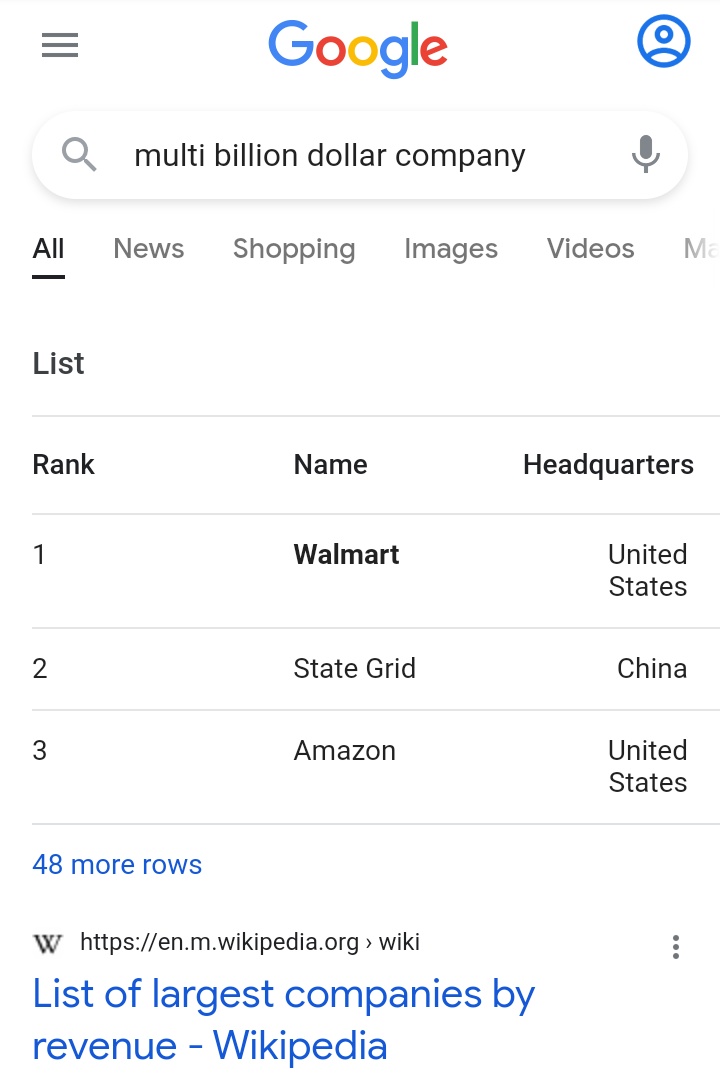 Google
multi billion dollar company
All News Shopping Images Videos Ma
List
Rank Name Headquarters
1 Walmart United
States
2 State Grid China
3 Amazon United
States
48 more rows
W https://en.m.wikipedia.org › wiki
List of largest companies by
revenue - Wikipedia